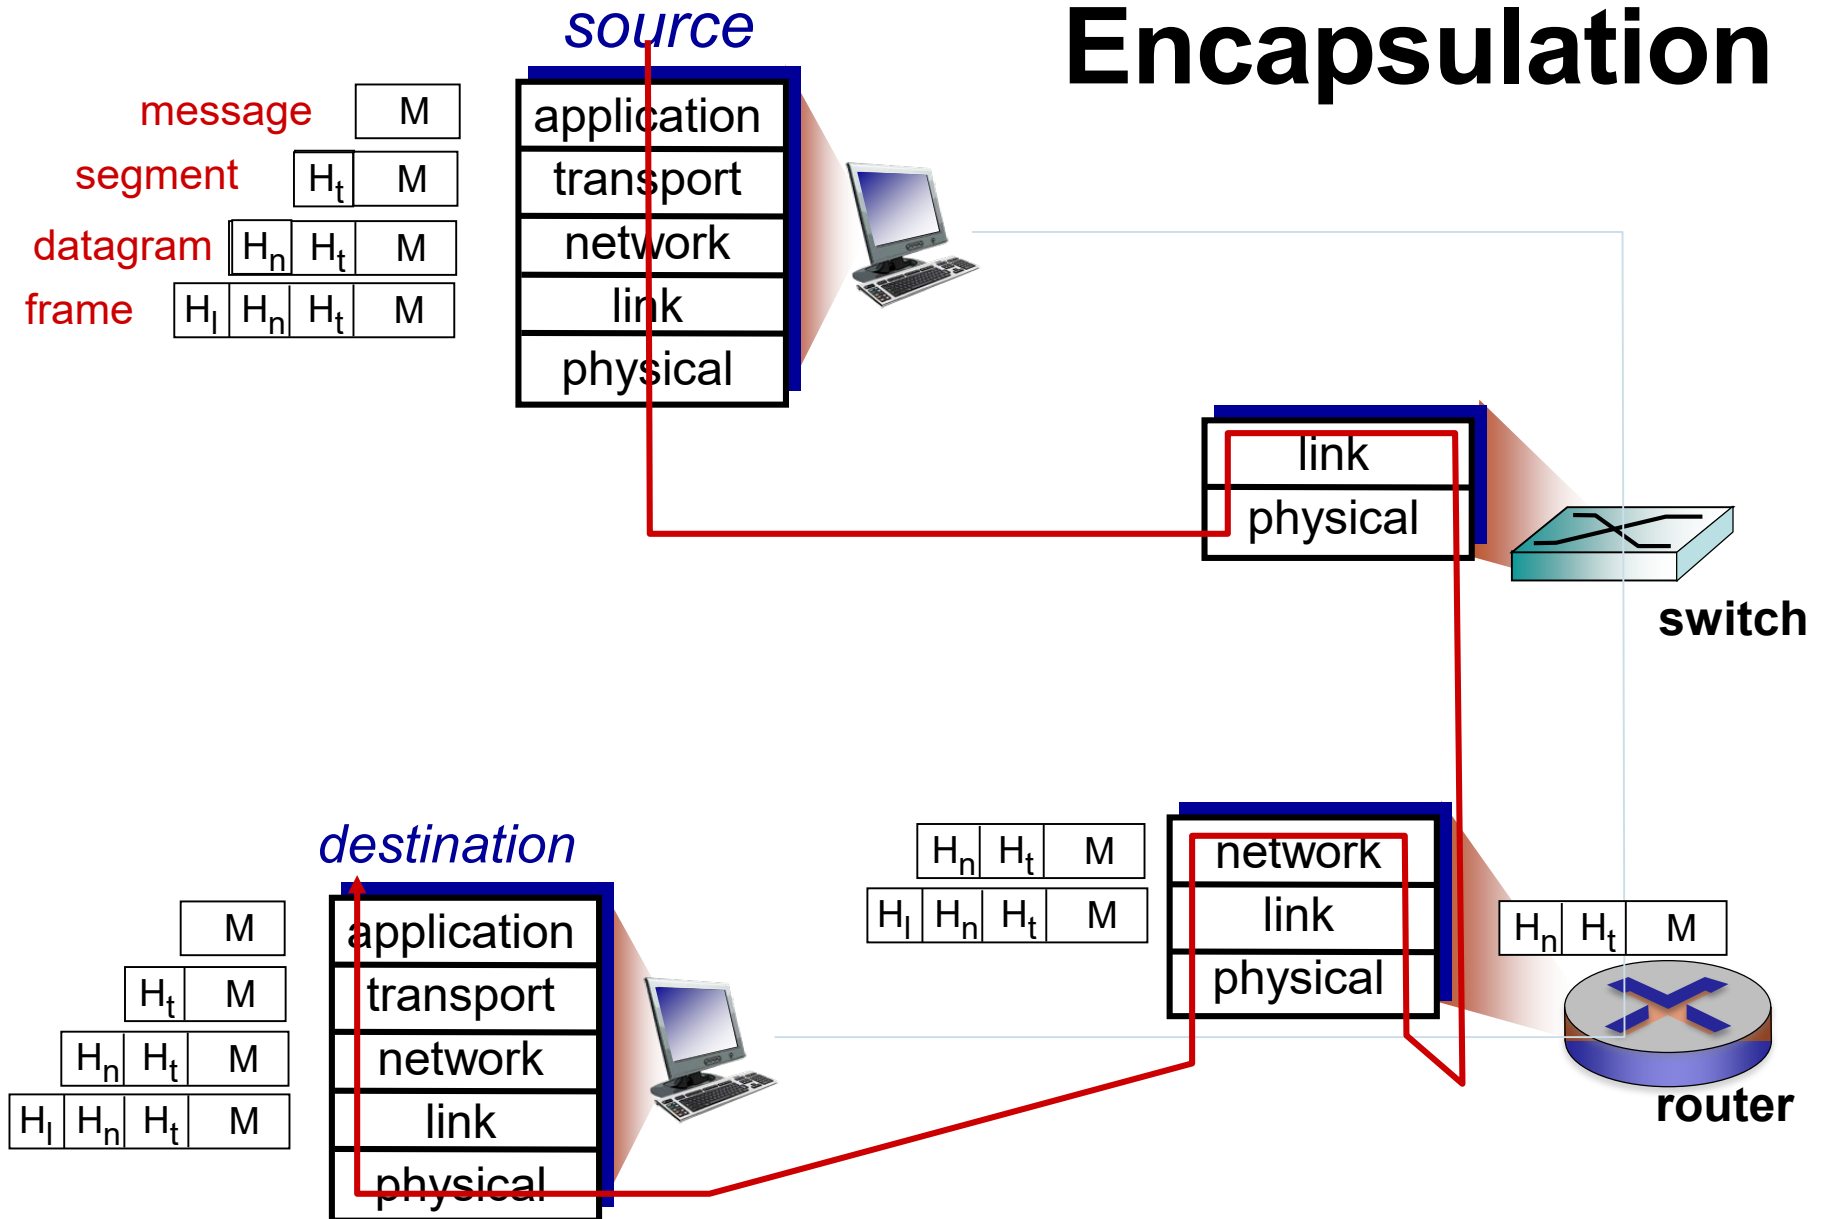 source
Encapsulation
message M
segment Ht M
datagram Hn Ht M
frame Hl Hn Ht M
application
transport
network
link
physical
link
physical
switch
destination
M
Ht M
Hn Ht M
Hl Hn Ht M
application
transport
network
link
physical
Hn Ht M
Hl Hn Ht M
network
link
physical
Hn Ht M
router